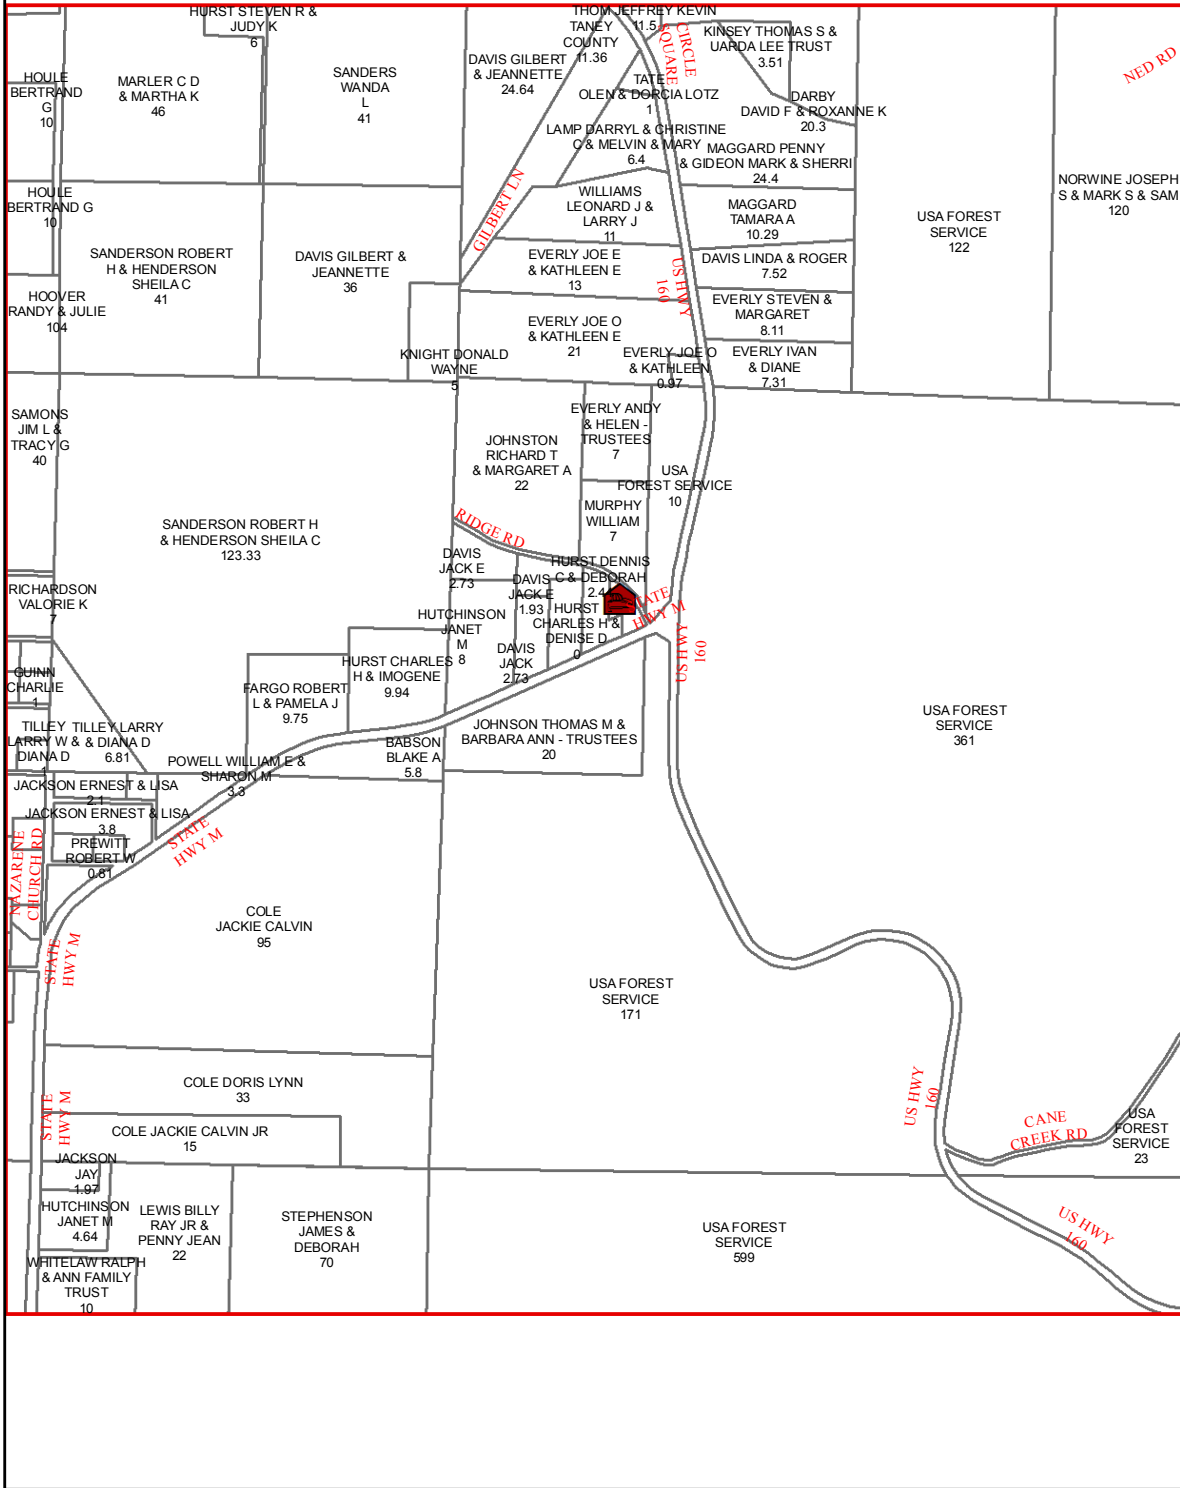 HURST STEVEN R &
JUDY K
6
THOM JEFFREY KEVIN
11.5
TANEY
COUNTY
11.36
CIRCLE
SQUARE
KINSEY THOMAS S &
UARDA LEE TRUST
3.51
NED RD
HOULE
BERTRAND
G
10
MARLER C D
& MARTHA K
46
SANDERS
WANDA
L
41
DAVIS GILBERT
& JEANNETTE
24.64
TATE
OLEN & DORCIA LOTZ
1
DARBY
DAVID F & ROXANNE K
20.3
LAMP DARRYL & CHRISTINE
C & MELVIN & MARY
6.4
MAGGARD PENNY
& GIDEON MARK & SHERRI
24.4
HOULE
BERTRAND G
10
GILBERT LN
WILLIAMS
LEONARD J &
LARRY J
11
MAGGARD
TAMARA A
10.29
USA FOREST
SERVICE
122
NORWINE JOSEPH
S & MARK S & SAM
120
SANDERSON ROBERT
H & HENDERSON
SHEILA C
41
DAVIS GILBERT &
JEANNETTE
36
EVERLY JOE E
& KATHLEEN E
13
US HWY
160
DAVIS LINDA & ROGER
7.52
HOOVER
RANDY & JULIE
104
EVERLY STEVEN &
MARGARET
8.11
EVERLY JOE O
& KATHLEEN E
21
KNIGHT DONALD
WAYNE
5
EVERLY JOE O
& KATHLEEN
0.97
EVERLY IVAN
& DIANE
7.31
SAMONS
JIM L &
TRACY G
40
EVERLY ANDY
& HELEN -
TRUSTEES
7
JOHNSTON
RICHARD T
& MARGARET A
22
USA
FOREST SERVICE
10
SANDERSON ROBERT H
& HENDERSON SHEILA C
123.33
RIDGE RD
MURPHY
WILLIAM
7
DAVIS
JACK E
2.73
HURST DENNIS
C & DEBORAH
2.4
DAVIS
JACK E
1.93
RICHARDSON
VALORIE K
7
HUTCHINSON
JANET
M
8
HURST
CHARLES H &
DENISE D
0
STATE
HWY M
US HWY
160
DAVIS
JACK
2.73
QUINN
CHARLIE
1
HURST CHARLES
H & IMOGENE
9.94
FARGO ROBERT
L & PAMELA J
9.75
TILLEY
LARRY W &
DIANA D
1
TILLEY LARRY
& DIANA D
6.81
JOHNSON THOMAS M &
BARBARA ANN - TRUSTEES
20
USA FOREST
SERVICE
361
BABSON
BLAKE A
5.8
POWELL WILLIAM E &
SHARON M
3.3
JACKSON ERNEST & LISA
2.1
JACKSON ERNEST & LISA
3.8
PREWITT
ROBERT W
0.81
STATE
HWY M
NAZARENE
CHURCH RD
COLE
JACKIE CALVIN
95
STATE
HWY M
USA FOREST
SERVICE
171
COLE DORIS LYNN
33
STATE
HWY M
US HWY
160
CANE
CREEK RD
USA
FOREST
SERVICE
23
COLE JACKIE CALVIN JR
15
JACKSON
JAY
1.97
HUTCHINSON
JANET M
4.64
LEWIS BILLY
RAY JR &
PENNY JEAN
22
STEPHENSON
JAMES &
DEBORAH
70
USA FOREST
SERVICE
599
US HWY
160
WHITELAW RALPH
& ANN FAMILY
TRUST
10